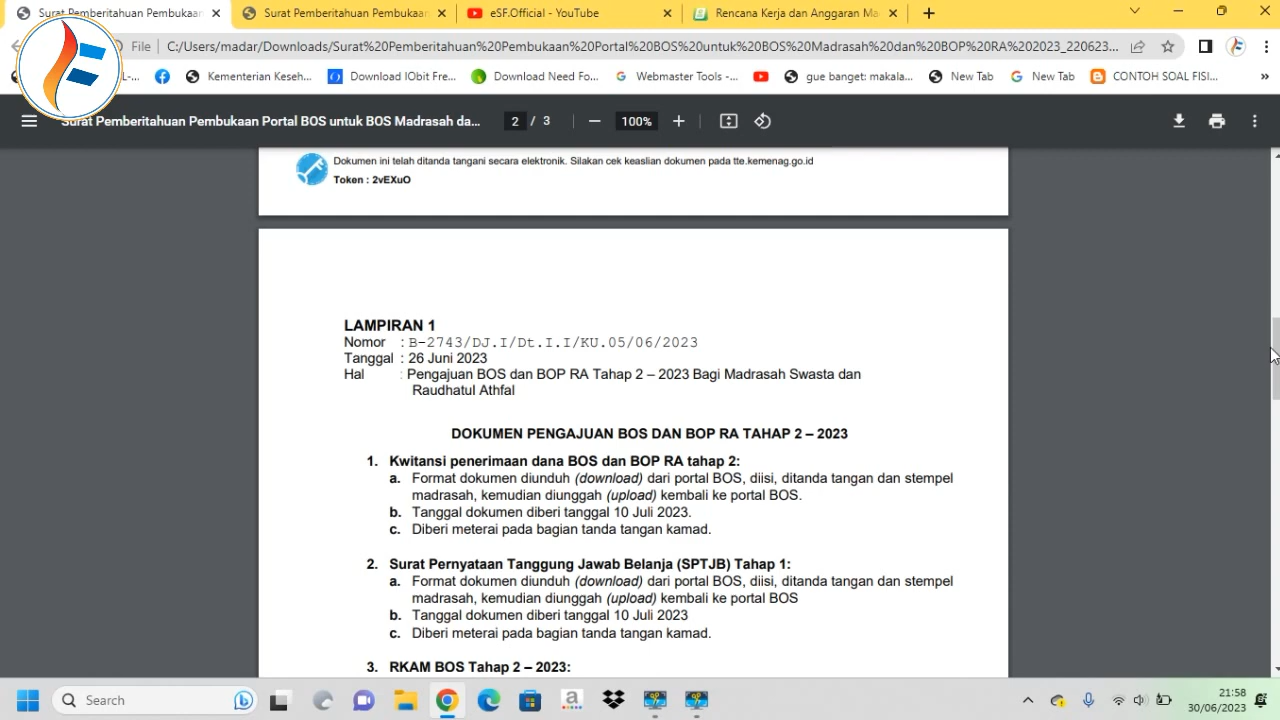 Surat Pemberitahuan Pembukaan
Surat Pemberitahuan Pembukaan
eSF.Official - YouTube
Rencana Kerja dan Anggaran Ma
File
C:/Users/madar/Downloads/Surat%20Pemberitahuan%20Pembukaan%20Portal%20BOS%20untuk%20BOS%20Madrasah%20dan%20BOP%20RA%202023_220623...
Kementerian Keseh...
Download IObit Fre...
Download Need Fo...
Webmaster Tools -...
gue banget: makala...
New Tab
New Tab
CONTOH SOAL FISI...
»
Surat Pemberitahuan Pembukaan Portal BOS untuk BOS Madrasah da...
2 / 3
100%
Dokumen ini telah ditanda tangani secara elektronik. Silakan cek keaslian dokumen pada tte.kemenag.go.id
Token : 2vEXuO
LAMPIRAN 1
Nomor : B-2743/DJ.I/Dt.I.I/KU.05/06/2023
Tanggal : 26 Juni 2023
Hal : Pengajuan BOS dan BOP RA Tahap 2 – 2023 Bagi Madrasah Swasta dan
Raudhatul Athfal
DOKUMEN PENGAJUAN BOS DAN BOP RA TAHAP 2 – 2023
1. Kwitansi penerimaan dana BOS dan BOP RA tahap 2:
a. Format dokumen diunduh (download) dari portal BOS, diisi, ditanda tangan dan stempel
madrasah, kemudian diunggah (upload) kembali ke portal BOS.
b. Tanggal dokumen diberi tanggal 10 Juli 2023.
c. Diberi meterai pada bagian tanda tangan kamad.
2. Surat Pernyataan Tanggung Jawab Belanja (SPTJB) Tahap 1:
a. Format dokumen diunduh (download) dari portal BOS, diisi, ditanda tangan dan stempel
madrasah, kemudian diunggah (upload) kembali ke portal BOS
b. Tanggal dokumen diberi tanggal 10 Juli 2023
c. Diberi meterai pada bagian tanda tangan kamad.
3. RKAM BOS Tahap 2 – 2023:
Search
21:58
30/06/2023